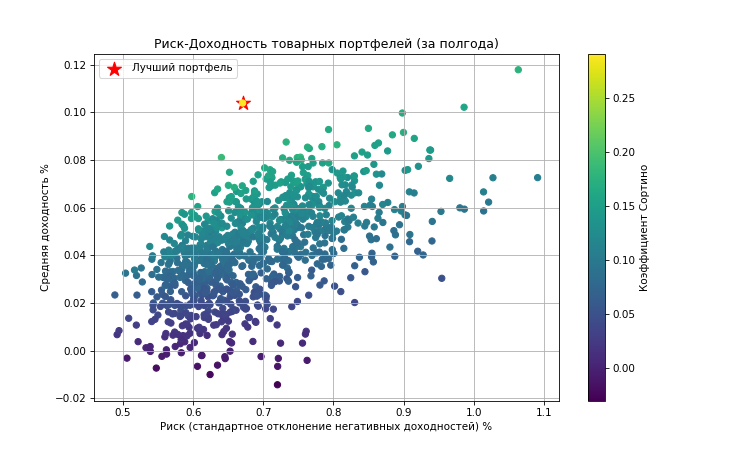 Риск-Доходность товарных портфелей (за полгода)
Лучший портфель
Средняя доходность %
0.12
0.10
0.08
0.06
0.04
0.02
0.00
−0.02
0.5 0.6 0.7 0.8 0.9 1.0 1.1
Риск (стандартное отклонение негативных доходностей) %
0.25
0.20
0.15
0.10
0.05
0.00
Коэффициент Сортино